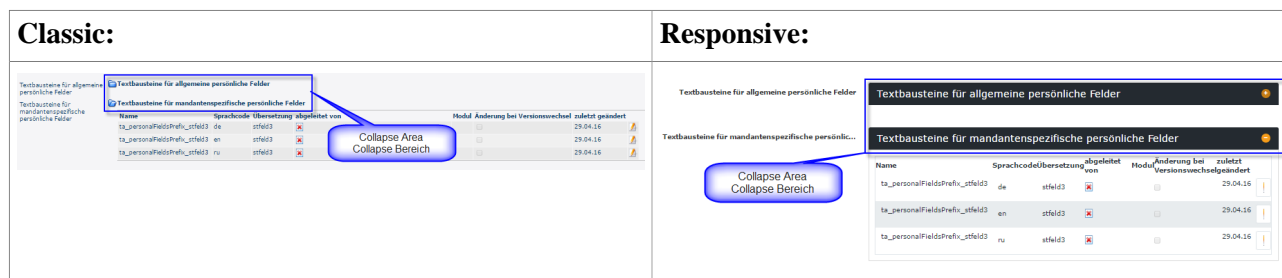 Classic:
Textbausteine für allgemeine persönliche Felder
Textbausteine für allgemeine
persönliche Felder
Textbausteine für mandantenspezifische persönliche Felder
Textbausteine für
mandantenspezifische
persönliche Felder
Name Sprachcode Übersetzung abgeleitet von Modul Änderung bei Versionswechsel zuletzt geändert
ta_personalFieldsPrefix_stfeld3 de stfeld3 29.04.16
ta_personalFieldsPrefix_stfeld3 en stfeld3 29.04.16
ta_personalFieldsPrefix_stfeld3 ru stfeld3 29.04.16
Collapse Area
Collapse Bereich
Responsive:
Textbausteine für allgemeine persönliche Felder Textbausteine für allgemeine persönliche Felder
Textbausteine für mandantenspezifische persönlic... Textbausteine für mandantenspezifische persönliche Felder
Collapse Area
Collapse Bereich
Name Sprachcode Übersetzung abgeleitet Modul Änderung bei zuletzt
von Versionswechsel geändert
ta_personalFieldsPrefix_stfeld3 de stfeld3 29.04.16
ta_personalFieldsPrefix_stfeld3 en stfeld3 29.04.16
ta_personalFieldsPrefix_stfeld3 ru stfeld3 29.04.16